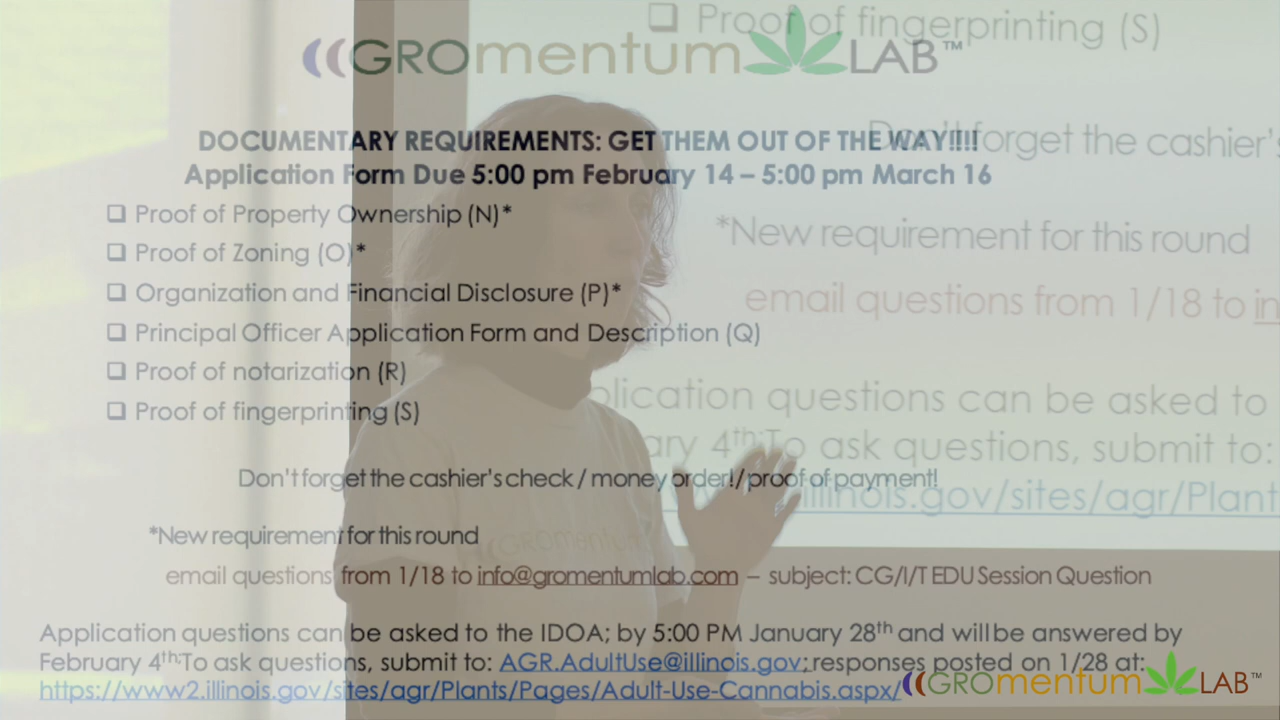 ❑ Proof of fingerprinting (S)
((GROmentum LAB™
DOCUMENTARY REQUIREMENTS: GET THEM OUT OF THE WAY!!!!
Don't forget the cashier's
Application Form Due 5:00 pm February 14 – 5:00 pm March 16
❑ Proof of Property Ownership (N)*
*New requirement for this round
❑ Proof of Zoning (O)*
❑ Organization and Financial Disclosure (P)*
email questions from 1/18 to in
❑ Principal Officer Application Form and Description (Q)
❑ Proof of notarization (R)
plication questions can be asked to
❑ Proof of fingerprinting (S)
ary 4th. To ask questions, submit to:
Don't forget the cashier's check / money order!/ proof of payment!
illinois.gov/sites/agr/Plant
*New requirement for this round
((GROmentum
email questions from 1/18 to info@gromentumlab.com – subject: CG/I/T EDU Session Question
Application questions can be asked to the IDOA; by 5:00 PM January 28th and will be answered by
February 4th. To ask questions, submit to: AGR.AdultUse@illinois.gov; responses posted on 1/28 at:
https://www2.illinois.gov/sites/agr/Plants/Pages/Adult-Use-Cannabis.aspx/
((GROmentum LAB™